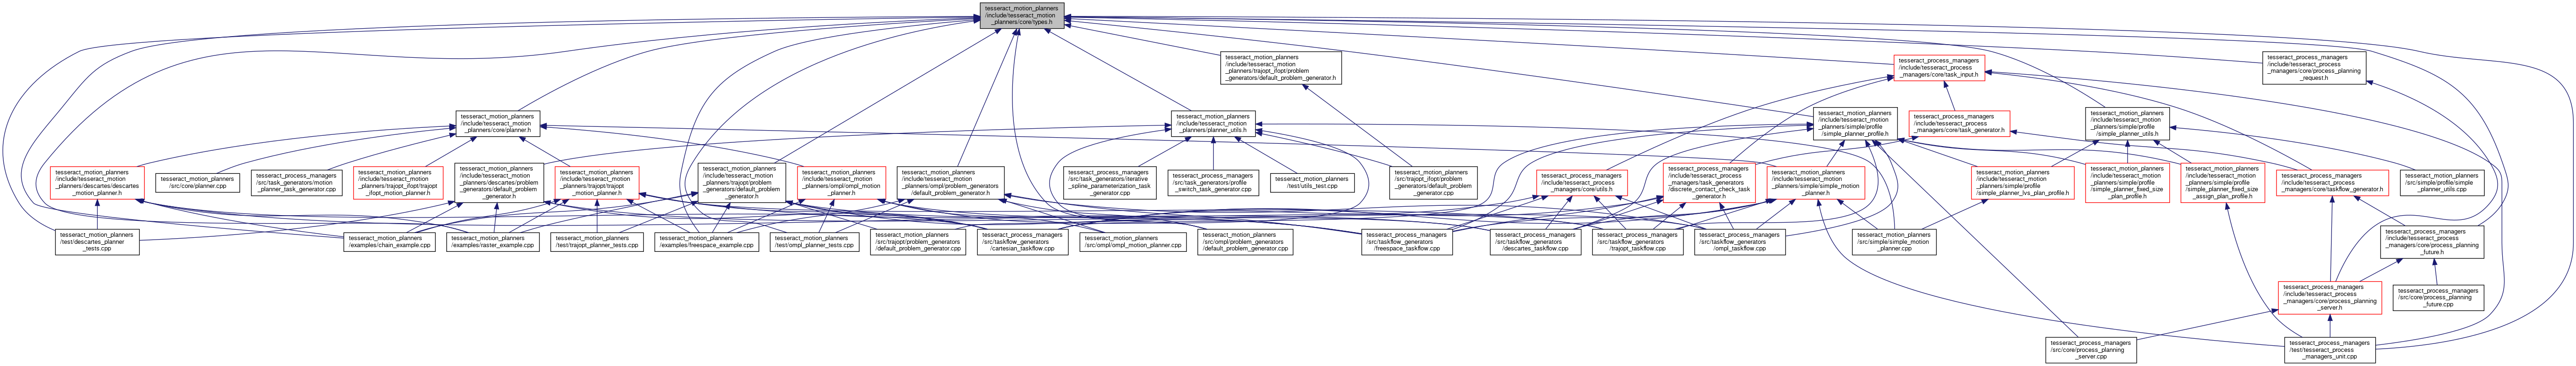 tesseract_motion_planners
/include/tesseract_motion
_planners/core/types.h
tesseract_motion_planners
/include/tesseract_motion
_planners/trajopt_ifopt/problem
_generators/default_problem_generator.h
tesseract_process_managers
/include/tesseract_process
_managers/core/task_input.h
tesseract_process_managers
/include/tesseract_process
_managers/core/process_planning
_request.h
tesseract_motion_planners
/include/tesseract_motion
_planners/core/planner.h
tesseract_motion_planners
/include/tesseract_motion
_planners/planner_utils.h
tesseract_motion_planners
/include/tesseract_motion
_planners/simple/profile
/simple_planner_profile.h
tesseract_process_managers
/include/tesseract_process
_managers/core/task_generator.h
tesseract_motion_planners
/include/tesseract_motion
_planners/simple/profile
/simple_planner_utils.h
tesseract_motion_planners
/include/tesseract_motion
_planners/descartes/descartes
_motion_planner.h
tesseract_motion_planners
/src/core/planner.cpp
tesseract_process_managers
/src/task_generators/motion
_planner_task_generator.cpp
tesseract_motion_planners
/include/tesseract_motion
_planners/trajopt_ifopt/trajopt
_ifopt_motion_planner.h
tesseract_motion_planners
/include/tesseract_motion
_planners/descartes/problem
_generators/default_problem
_generator.h
tesseract_motion_planners
/include/tesseract_motion
_planners/trajopt/trajopt
_motion_planner.h
tesseract_motion_planners
/include/tesseract_motion
_planners/trajopt/problem
_generators/default_problem
_generator.h
tesseract_motion_planners
/include/tesseract_motion
_planners/ompl/ompl_motion
_planner.h
tesseract_motion_planners
/include/tesseract_motion
_planners/ompl/problem_generators
/default_problem_generator.h
tesseract_process_managers
/src/task_generators/iterative
_spline_parameterization_task
_generator.cpp
tesseract_process_managers
/src/task_generators/profile
_switch_task_generator.cpp
tesseract_motion_planners
/test/utils_test.cpp
tesseract_motion_planners
/src/trajopt_ifopt/problem
_generators/default_problem
_generator.cpp
tesseract_process_managers
/include/tesseract_process
_managers/core/utils.h
tesseract_process_managers
/include/tesseract_process
_managers/task_generators
/discrete_contact_check_task
_generator.h
tesseract_motion_planners
/include/tesseract_motion
_planners/simple/simple_motion
_planner.h
tesseract_motion_planners
/include/tesseract_motion
_planners/simple/profile
/simple_planner_lvs_plan_profile.h
tesseract_motion_planners
/include/tesseract_motion
_planners/simple/profile
/simple_planner_fixed_size
_plan_profile.h
tesseract_motion_planners
/include/tesseract_motion
_planners/simple/profile
/simple_planner_fixed_size
_assign_plan_profile.h
tesseract_process_managers
/include/tesseract_process
_managers/core/taskflow_generator.h
tesseract_motion_planners
/src/simple/profile/simple
_planner_utils.cpp
tesseract_motion_planners
/test/descartes_planner
_tests.cpp
tesseract_motion_planners
/examples/chain_example.cpp
tesseract_motion_planners
/examples/raster_example.cpp
tesseract_motion_planners
/test/trajopt_planner_tests.cpp
tesseract_motion_planners
/examples/freespace_example.cpp
tesseract_motion_planners
/test/ompl_planner_tests.cpp
tesseract_motion_planners
/src/trajopt/problem_generators
/default_problem_generator.cpp
tesseract_process_managers
/src/taskflow_generators
/cartesian_taskflow.cpp
tesseract_motion_planners
/src/ompl/ompl_motion_planner.cpp
tesseract_motion_planners
/src/ompl/problem_generators
/default_problem_generator.cpp
tesseract_process_managers
/src/taskflow_generators
/freespace_taskflow.cpp
tesseract_process_managers
/src/taskflow_generators
/descartes_taskflow.cpp
tesseract_process_managers
/src/taskflow_generators
/trajopt_taskflow.cpp
tesseract_process_managers
/src/taskflow_generators
/ompl_taskflow.cpp
tesseract_motion_planners
/src/simple/simple_motion
_planner.cpp
tesseract_process_managers
/include/tesseract_process
_managers/core/process_planning
_future.h
tesseract_process_managers
/include/tesseract_process
_managers/core/process_planning
_server.h
tesseract_process_managers
/src/core/process_planning
_future.cpp
tesseract_process_managers
/src/core/process_planning
_server.cpp
tesseract_process_managers
/test/tesseract_process
_managers_unit.cpp